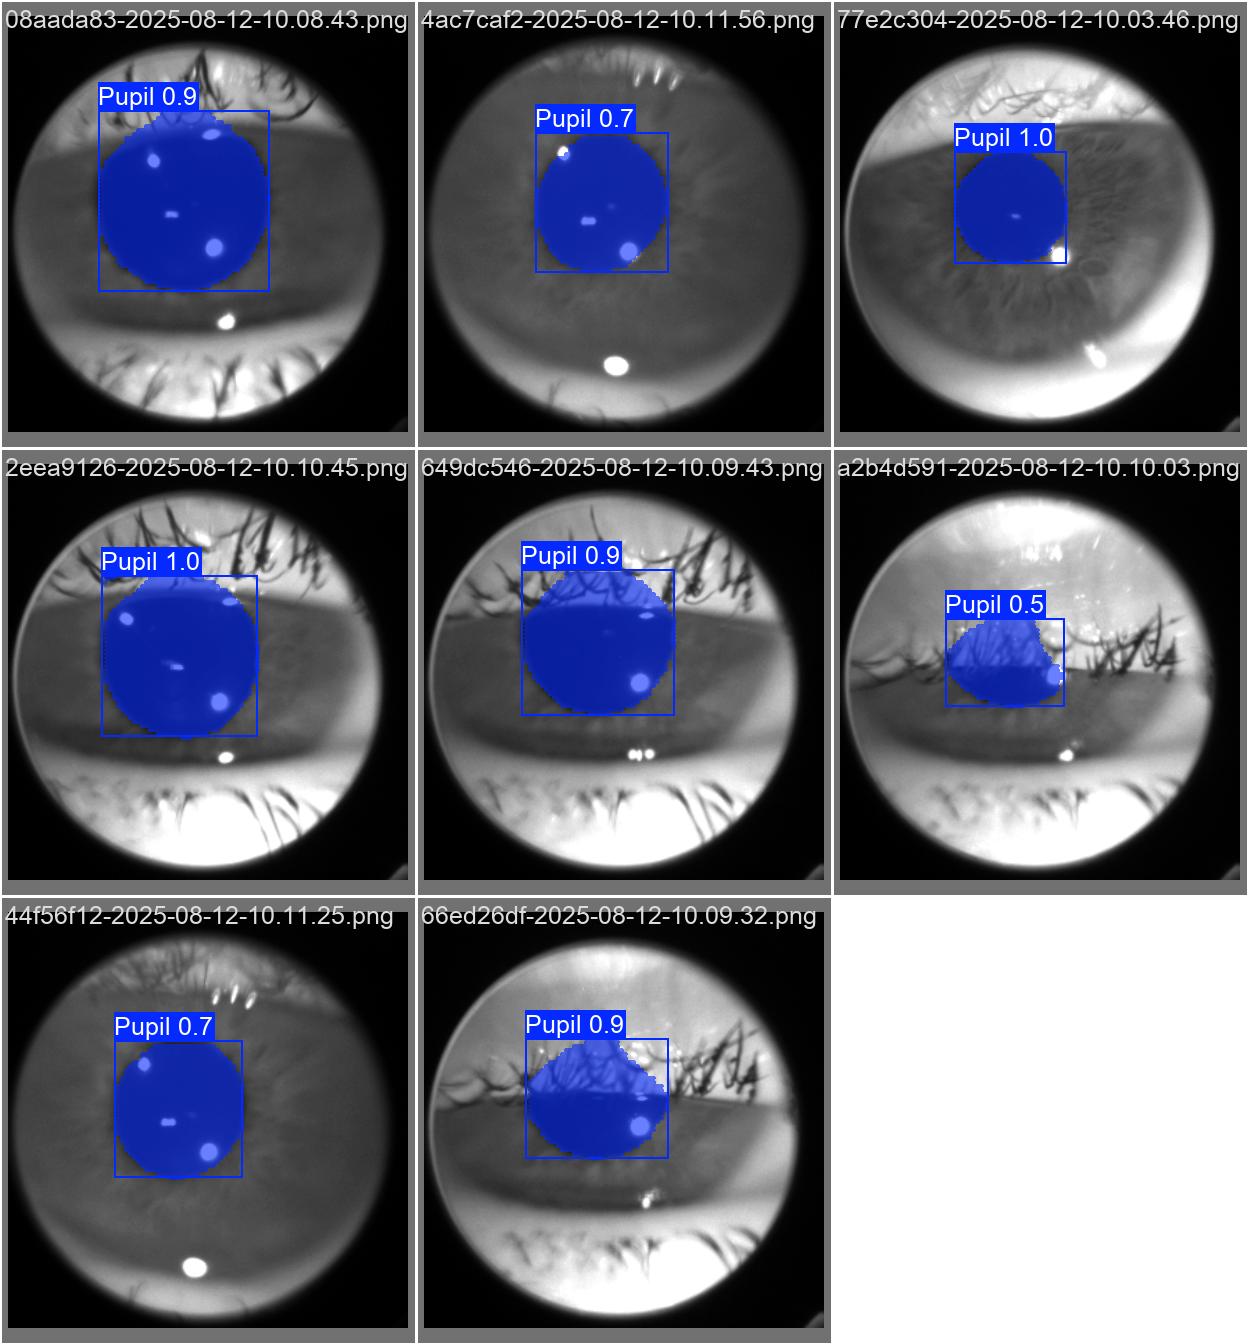 08aada83-2025-08-12-10.08.43.png
4ac7caf2-2025-08-12-10.11.56.png
77e2c304-2025-08-12-10.03.46.png
Pupil 0.9
Pupil 0.7
Pupil 1.0
2eea9126-2025-08-12-10.10.45.png
649dc546-2025-08-12-10.09.43.png
a2b4d591-2025-08-12-10.10.03.png
Pupil 1.0
Pupil 0.9
Pupil 0.5
44f56f12-2025-08-12-10.11.25.png
66ed26df-2025-08-12-10.09.32.png
Pupil 0.7
Pupil 0.9